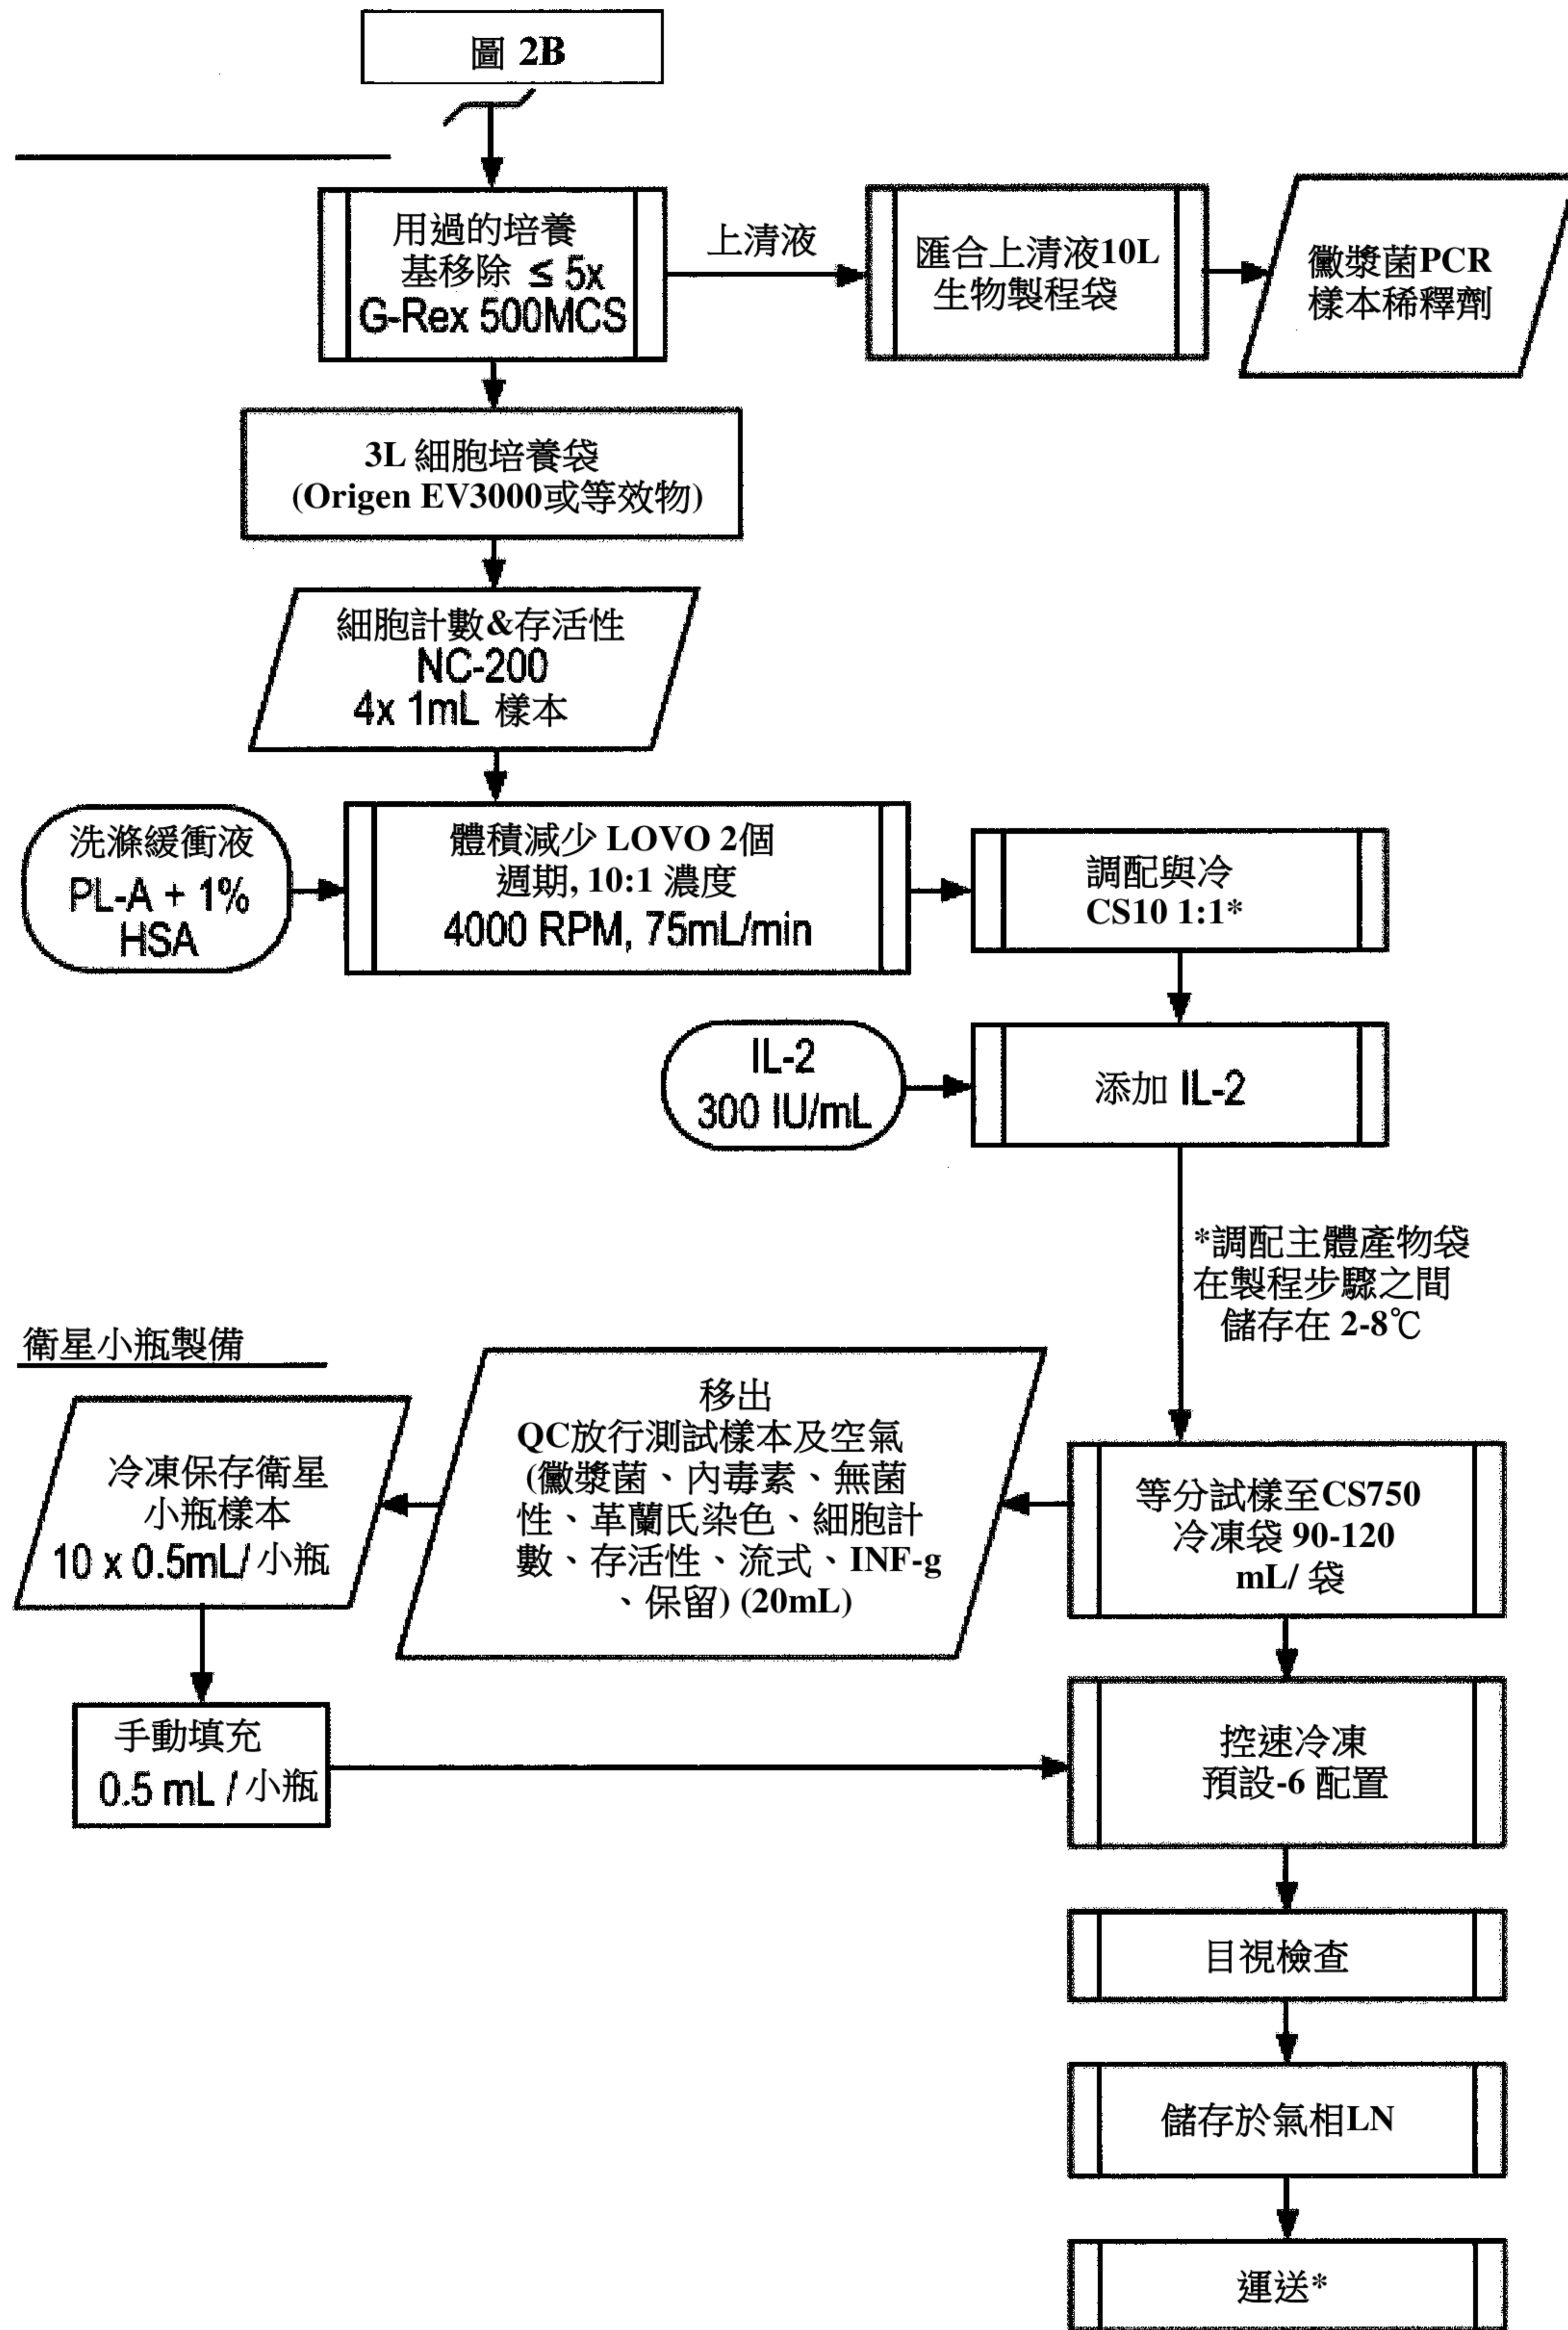 圖 2B
用過的培養
基移除 ≤ 5x
G-Rex 500MCS
上清液
匯合上清液10L
生物製程袋
黴漿菌PCR
樣本稀釋劑
3L 細胞培養袋
(Origen EV3000或等效物)
細胞計數&存活性
NC-200
4x 1mL 樣本
洗滌緩衝液
PL-A + 1%
HSA
體積減少 LOVO 2個
週期, 10:1 濃度
4000 RPM, 75mL/min
調配與冷
CS10 1:1*
IL-2
300 IU/mL
添加 IL-2
*調配主體產物袋
在製程步驟之間
儲存在 2-8℃
衛星小瓶製備
冷凍保存衛星
小瓶樣本
10 x 0.5mL/ 小瓶
移出
QC放行測試樣本及空氣
(黴漿菌、內毒素、無菌
性、革蘭氏染色、細胞計
數、存活性、流式、INF-g
、保留) (20mL)
等分試樣至CS750
冷凍袋 90-120
mL/ 袋
手動填充
0.5 mL / 小瓶
控速冷凍
預設-6 配置
目視檢查
儲存於氣相LN
運送*